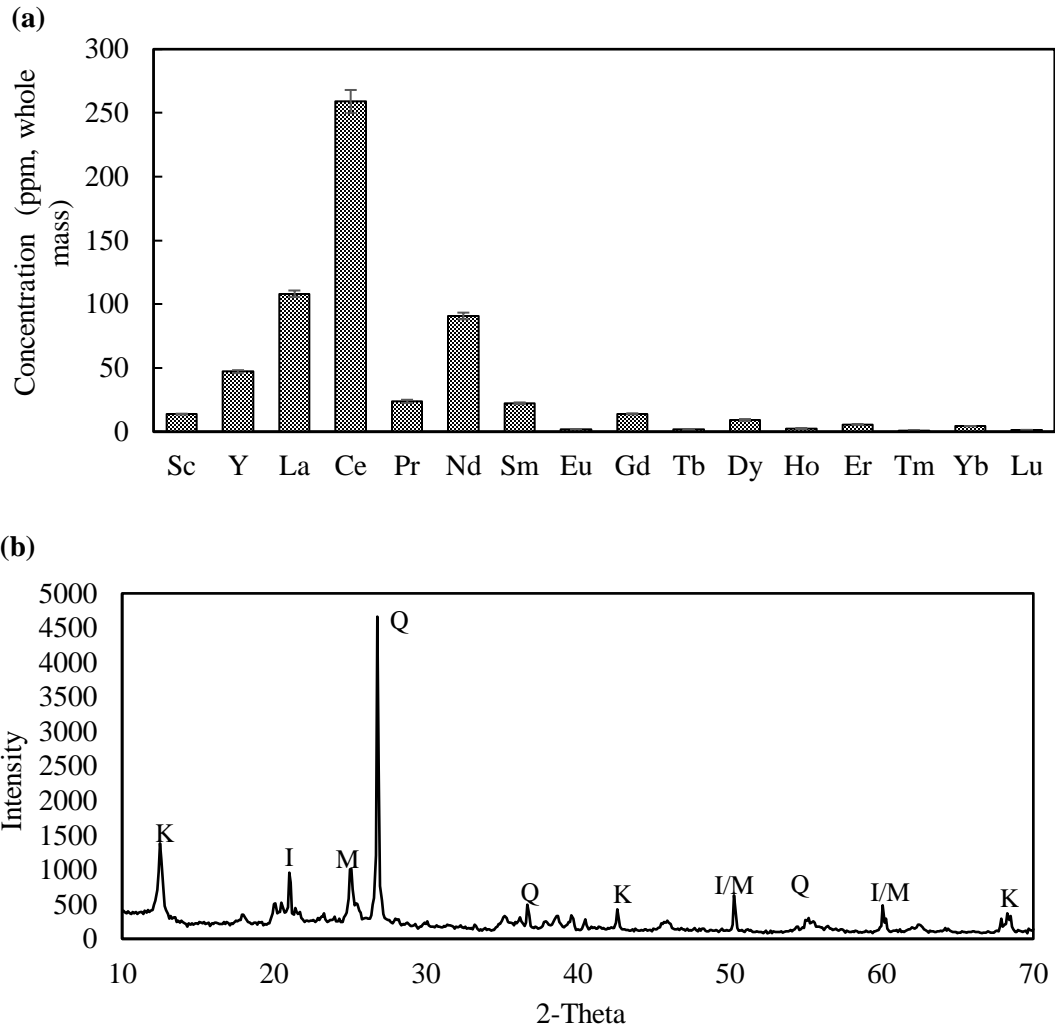 (a)
Concentration (ppm, whole
mass)
300
250
200
150
100
50
0
Sc Y La Ce Pr Nd Sm Eu Gd Tb Dy Ho Er Tm Yb Lu
(b)
Intensity
5000
4500
4000
3500
3000
2500
2000
1500
1000
500
0
K
I
M
Q
Q
K
I/M
Q
I/M
K
10 20 30 40 50 60 70
2-Theta